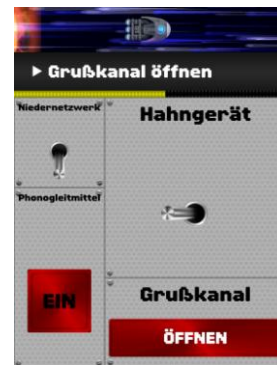 Grußkanal öffnen
Niedernetzwerk
Hahngerät
Phonogleitmittel
EIN
Grußkanal
ÖFFNEN